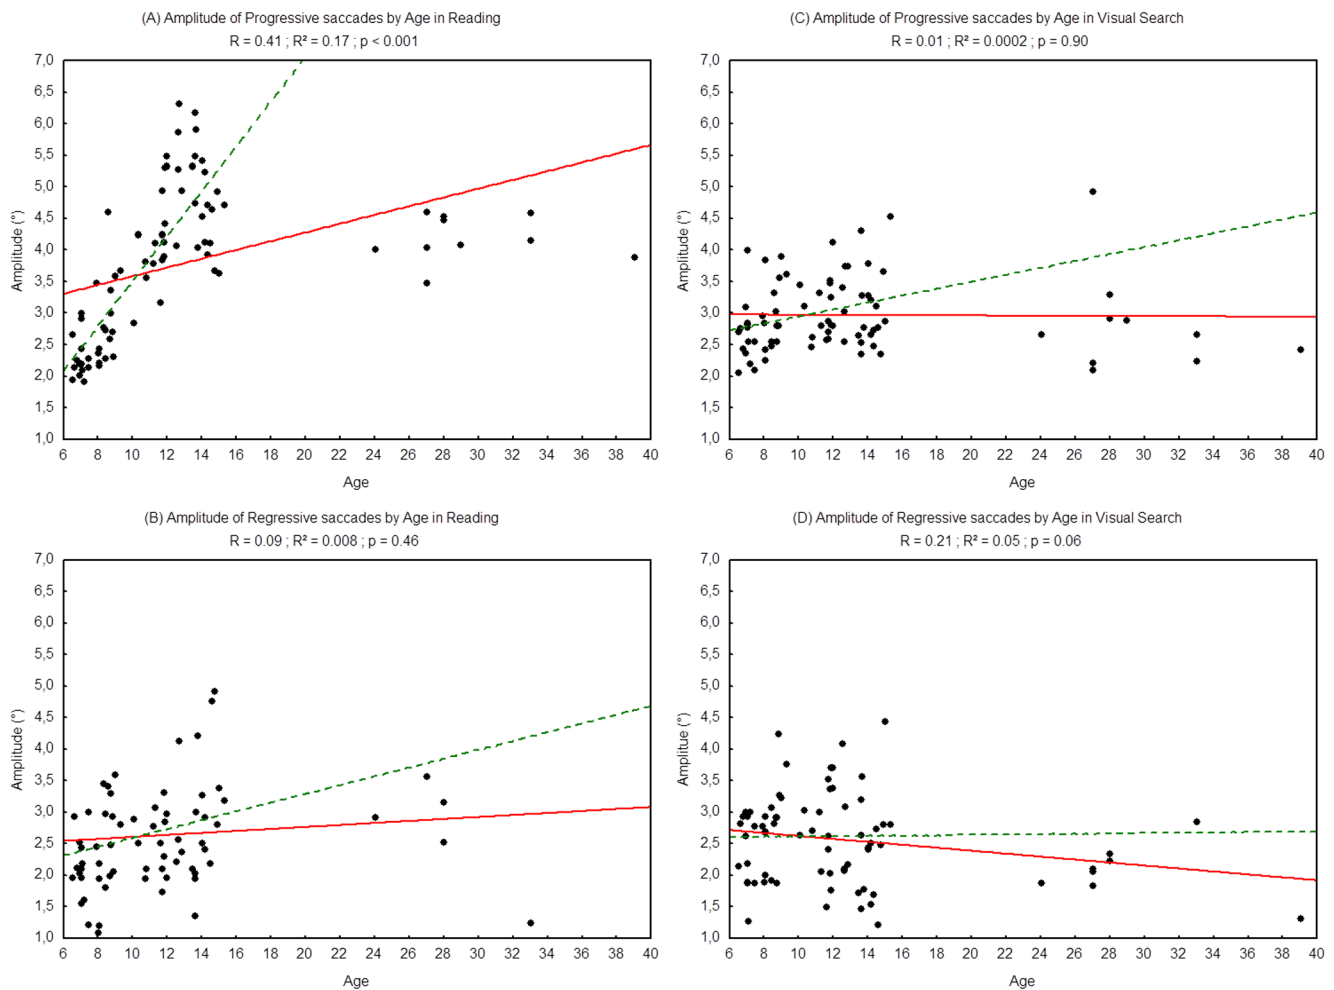 (A) Amplitude of Progressive saccades by Age in Reading
R = 0.41 ; R² = 0.17 ; p < 0.001
7,0
6,5
6,0
5,5
5,0
4,5
4,0
3,5
3,0
2,5
2,0
1,5
1,0
Amplitude (°)
6 8 10 12 14 16 18 20 22 24 26 28 30 32 34 36 38 40
Age
(C) Amplitude of Progressive saccades by Age in Visual Search
R = 0.01 ; R² = 0.0002 ; p = 0.90
7,0
6,5
6,0
5,5
5,0
4,5
4,0
3,5
3,0
2,5
2,0
1,5
1,0
Amplitude (°)
6 8 10 12 14 16 18 20 22 24 26 28 30 32 34 36 38 40
Age
(B) Amplitude of Regressive saccades by Age in Reading
R = 0.09 ; R² = 0.008 ; p = 0.46
7,0
6,5
6,0
5,5
5,0
4,5
4,0
3,5
3,0
2,5
2,0
1,5
1,0
Amplitude (°)
6 8 10 12 14 16 18 20 22 24 26 28 30 32 34 36 38 40
Age
(D) Amplitude of Regressive saccades by Age in Visual Search
R = 0.21 ; R² = 0.05 ; p = 0.06
7,0
6,5
6,0
5,5
5,0
4,5
4,0
3,5
3,0
2,5
2,0
1,5
1,0
Amplitue (°)
6 8 10 12 14 16 18 20 22 24 26 28 30 32 34 36 38 40
Age